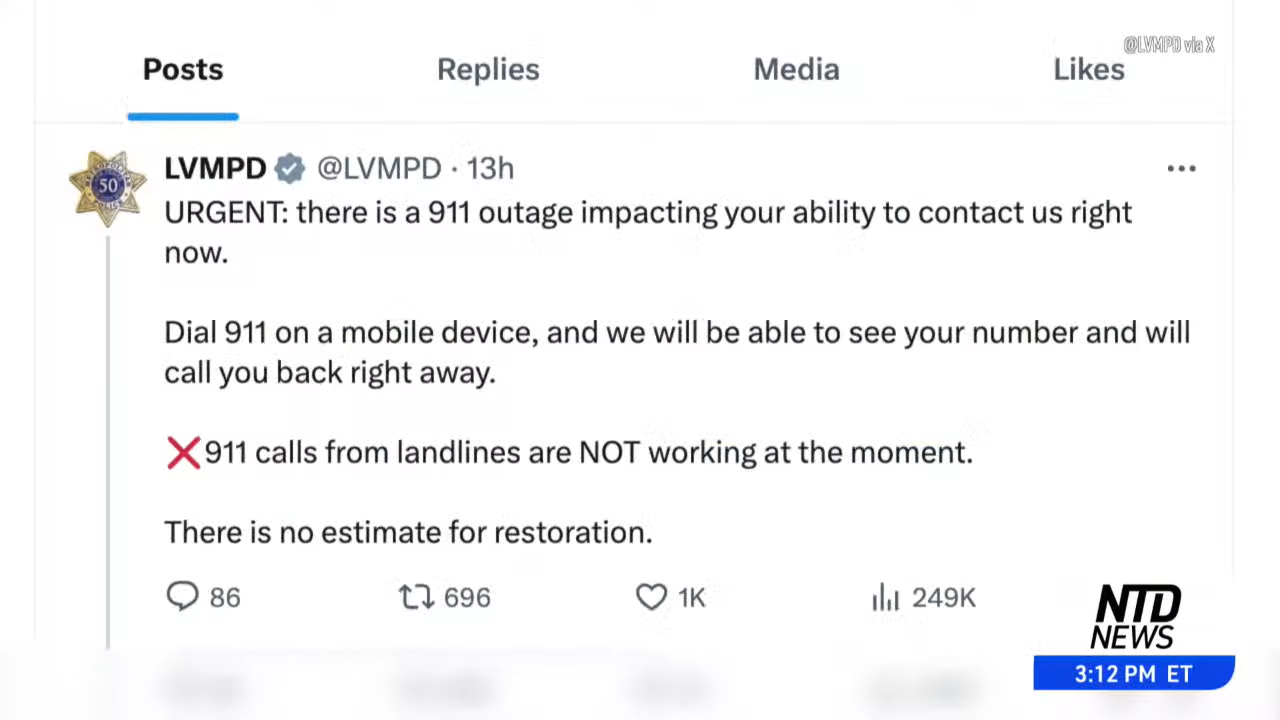 @LVMPD via X
Posts Replies Media Likes
LVMPD @LVMPD · 13h
URGENT: there is a 911 outage impacting your ability to contact us right
now.
Dial 911 on a mobile device, and we will be able to see your number and will
call you back right away.
❌911 calls from landlines are NOT working at the moment.
There is no estimate for restoration.
86 696 1K 249K
NTD
NEWS
3:12 PM ET